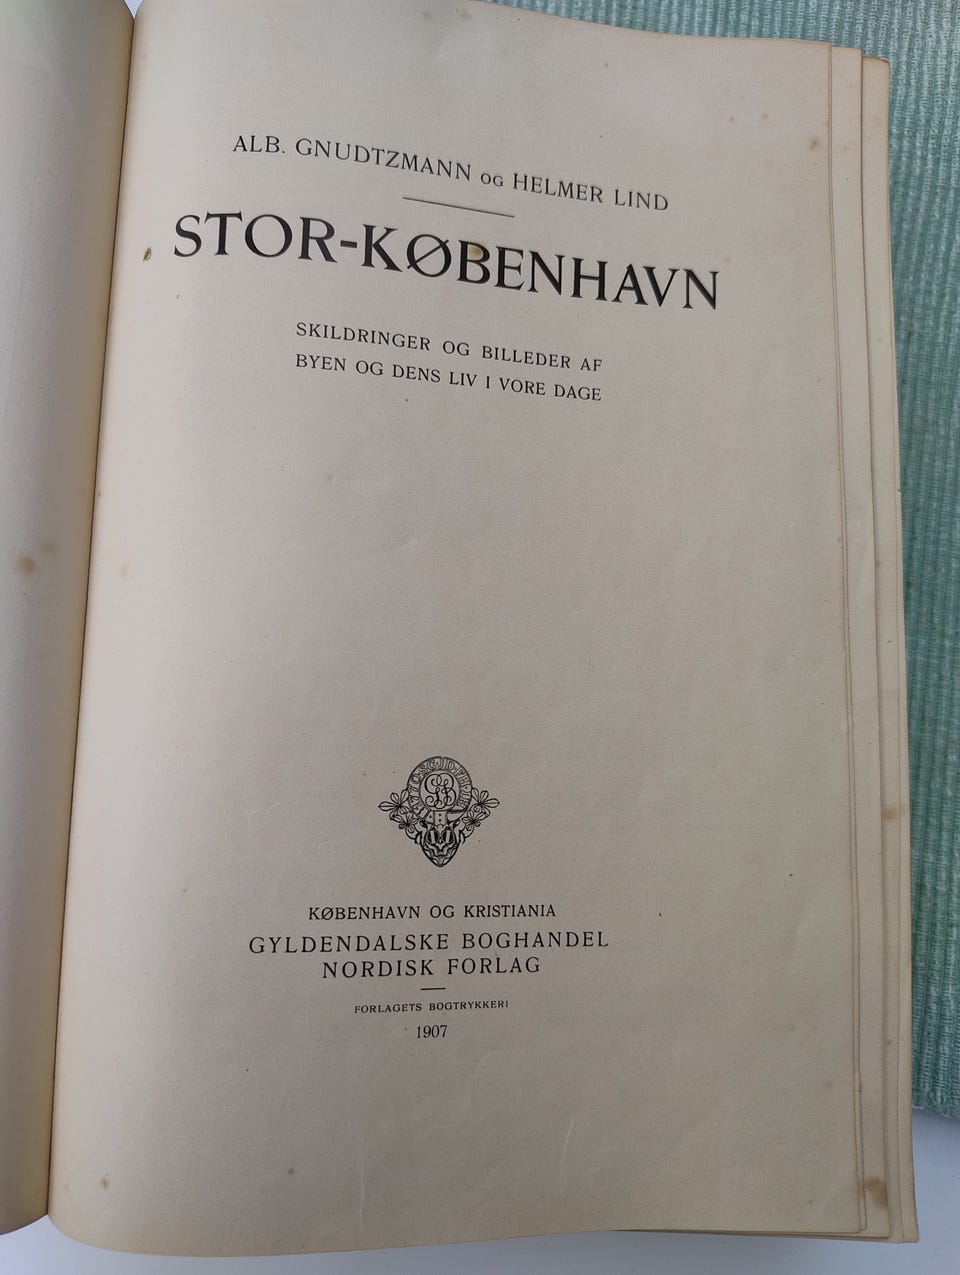 ALB. GNUDTZMANN OG HELMER LIND
STOR-KØBENHAVN
SKILDRINGER OG BILLEDER AF
BYEN OG DENS LIV I VORE DAGE
KØBENHAVN OG KRISTIANIA
GYLDENDALSKE BOGHANDEL
NORDISK FORLAG
FORLAGETS BOGTRYKKERI
1907